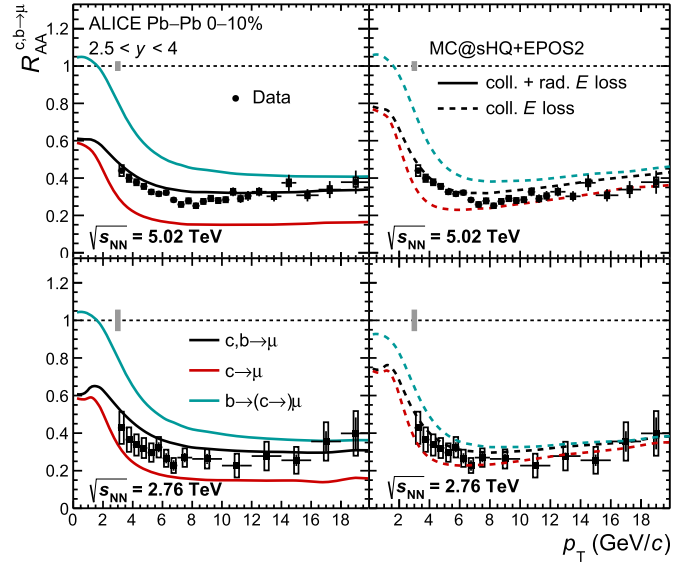 R_AA^{c,b→μ}
ALICE Pb–Pb 0–10%
2.5 < y < 4
Data
MC@sHQ+EPOS2
coll. + rad. E loss
coll. E loss
1.2
1
0.8
0.6
0.4
0.2
0
√s_NN = 5.02 TeV
√s_NN = 5.02 TeV
1.2
1
0.8
0.6
0.4
0.2
0
c,b→μ
c→μ
b→(c→)μ
√s_NN = 2.76 TeV
√s_NN = 2.76 TeV
0 2 4 6 8 10 12 14 16 18
2 4 6 8 10 12 14 16 18
p_T (GeV/c)